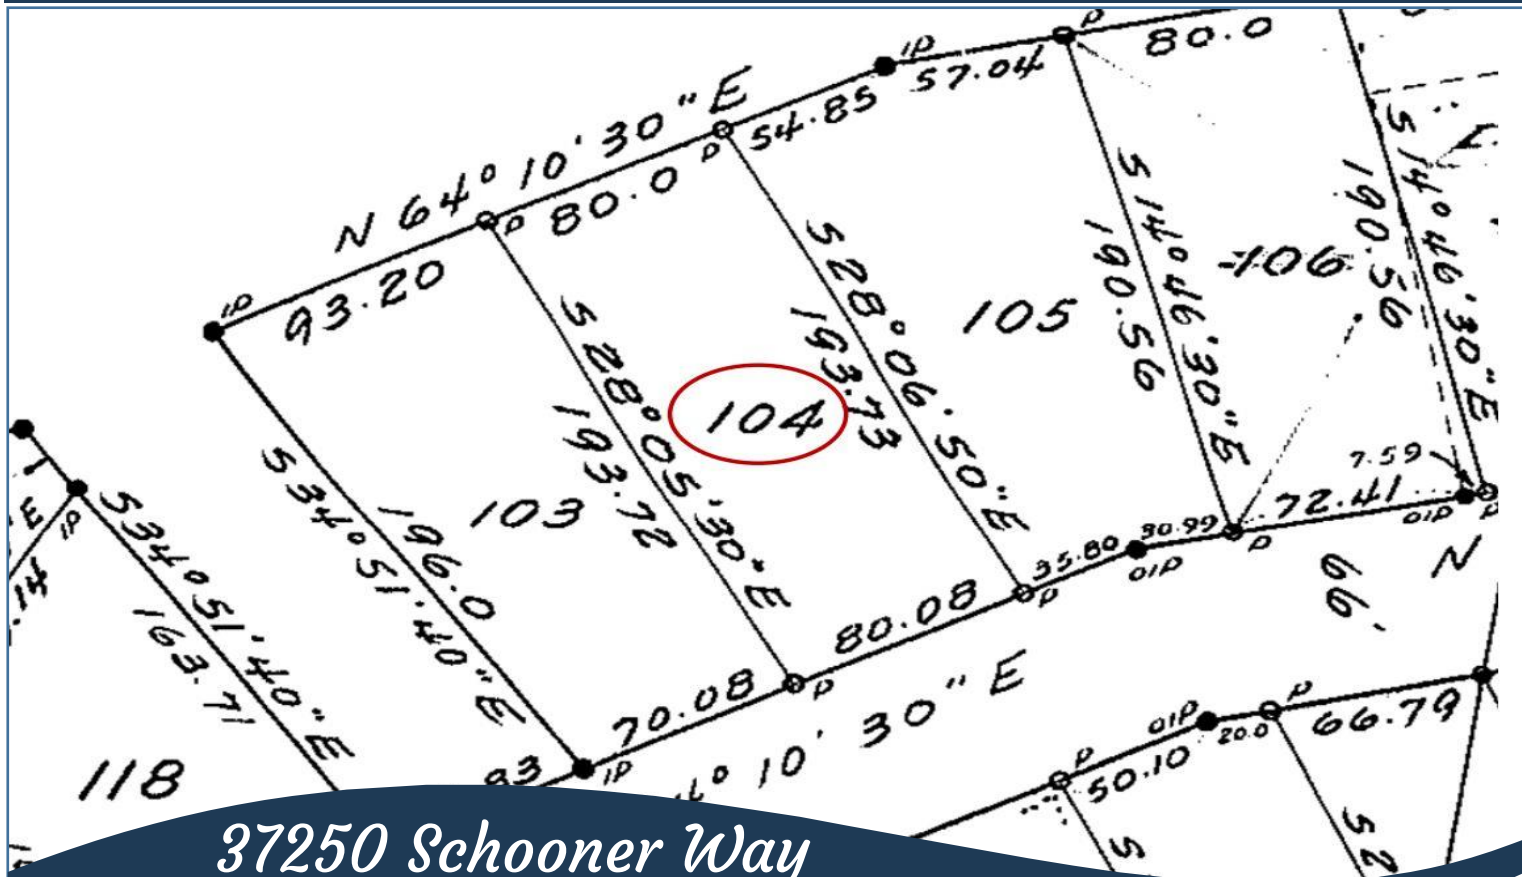 IP
57.04
P
80.0
N 64° 10' 30" E
54.85
P
80.0
P
93.20
IP
S 28° 05' 30" E
193.72
S 28° 06' 50" E
193.73
S 14° 46' 30" E
190.56
S 14° 46' 30" E
190.56
103
104
105
106
S 34° 51' 40" E
196.0
S 34° 51' 40" E
163.71
IP
E
.14
118
83
IP
70.08
P
80.08
P
35.80
OIP
30.99
P
72.41
7.59
OIP
P
N
66'
° 10' 30" E
P
50.10
OIP
20.0
P
66.79
S
S 2
37250 Schooner Way